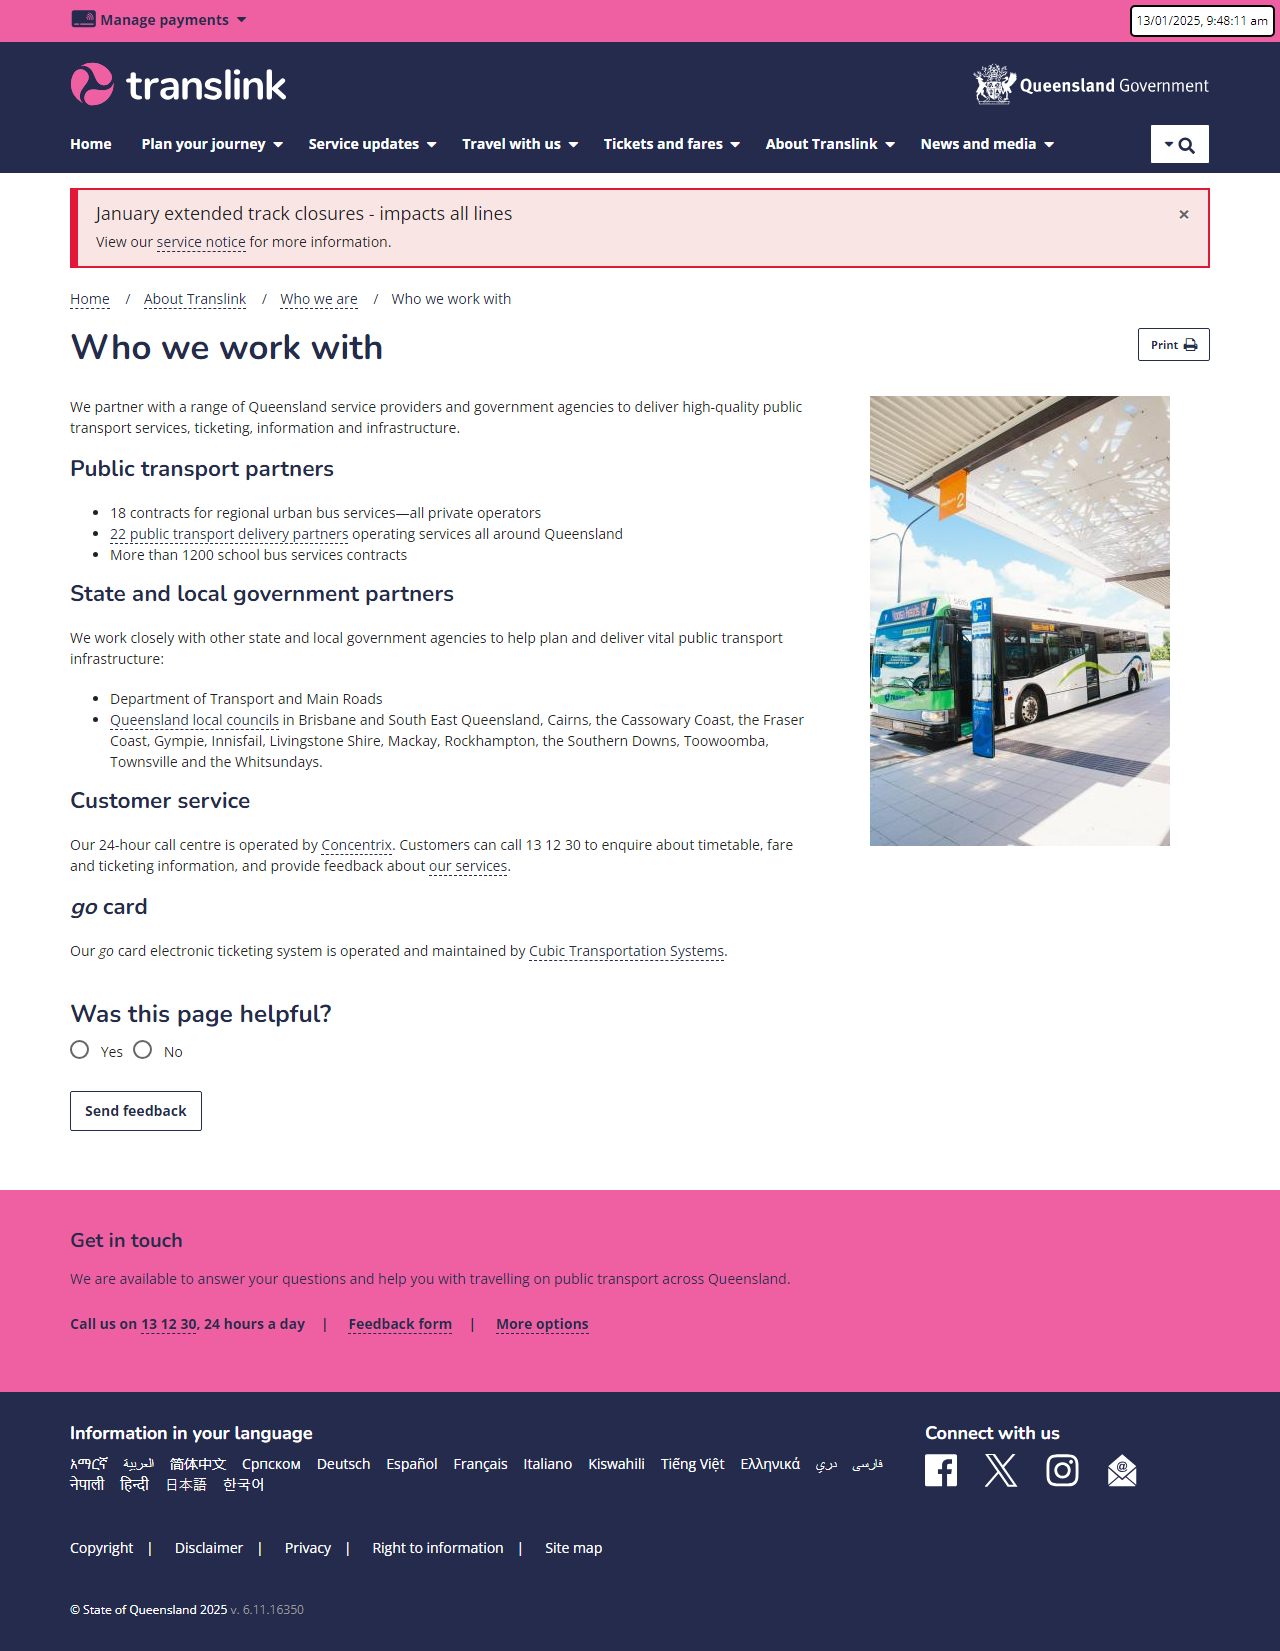 Manage payments
13/01/2025, 9:48:11 am
translink
Queensland Government
Home Plan your journey Service updates Travel with us Tickets and fares About Translink News and media
January extended track closures - impacts all lines
×
View our service notice for more information.
Home / About Translink / Who we are / Who we work with
Who we work with
Print
We partner with a range of Queensland service providers and government agencies to deliver high-quality public
transport services, ticketing, information and infrastructure.
Public transport partners
• 18 contracts for regional urban bus services—all private operators
• 22 public transport delivery partners operating services all around Queensland
• More than 1200 school bus services contracts
State and local government partners
We work closely with other state and local government agencies to help plan and deliver vital public transport
infrastructure:
• Department of Transport and Main Roads
• Queensland local councils in Brisbane and South East Queensland, Cairns, the Cassowary Coast, the Fraser
Coast, Gympie, Innisfail, Livingstone Shire, Mackay, Rockhampton, the Southern Downs, Toowoomba,
Townsville and the Whitsundays.
Customer service
Our 24-hour call centre is operated by Concentrix. Customers can call 13 12 30 to enquire about timetable, fare
and ticketing information, and provide feedback about our services.
go card
Our go card electronic ticketing system is operated and maintained by Cubic Transportation Systems.
2
Noosa Heads
Was this page helpful?
Yes No
Send feedback
Get in touch
We are available to answer your questions and help you with travelling on public transport across Queensland.
Call us on 13 12 30, 24 hours a day | Feedback form | More options
Information in your language
አማርኛ العربية 简体中文 Српском Deutsch Español Français Italiano Kiswahili Tiếng Việt Ελληνικά دري فارسی
नेपाली हिन्दी 日本語 한국어
Connect with us
Copyright | Disclaimer | Privacy | Right to information | Site map
© State of Queensland 2025 v. 6.11.16350